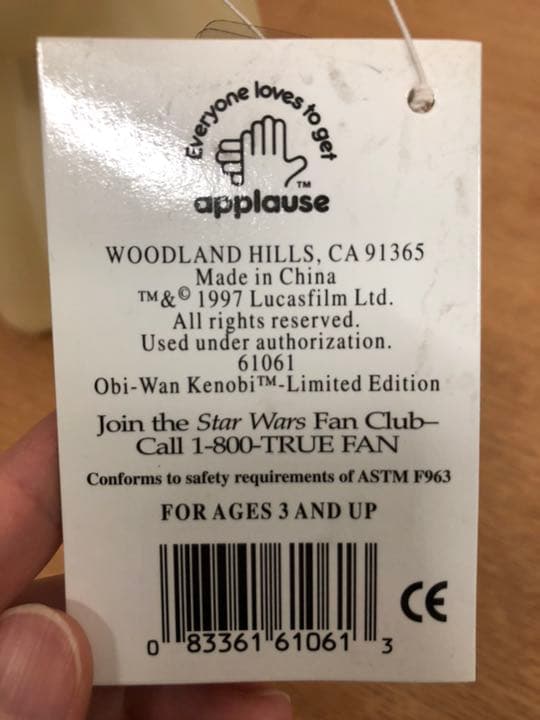 Everyone loves to get
TM
applause
WOODLAND HILLS, CA 91365
Made in China
TM & © 1997 Lucasfilm Ltd.
All rights reserved.
Used under authorization.
61061
Obi-Wan Kenobi™-Limited Edition
Join the Star Wars Fan Club–
Call 1-800-TRUE FAN
Conforms to safety requirements of ASTM F963
FOR AGES 3 AND UP
CE
0 83361 61061 3